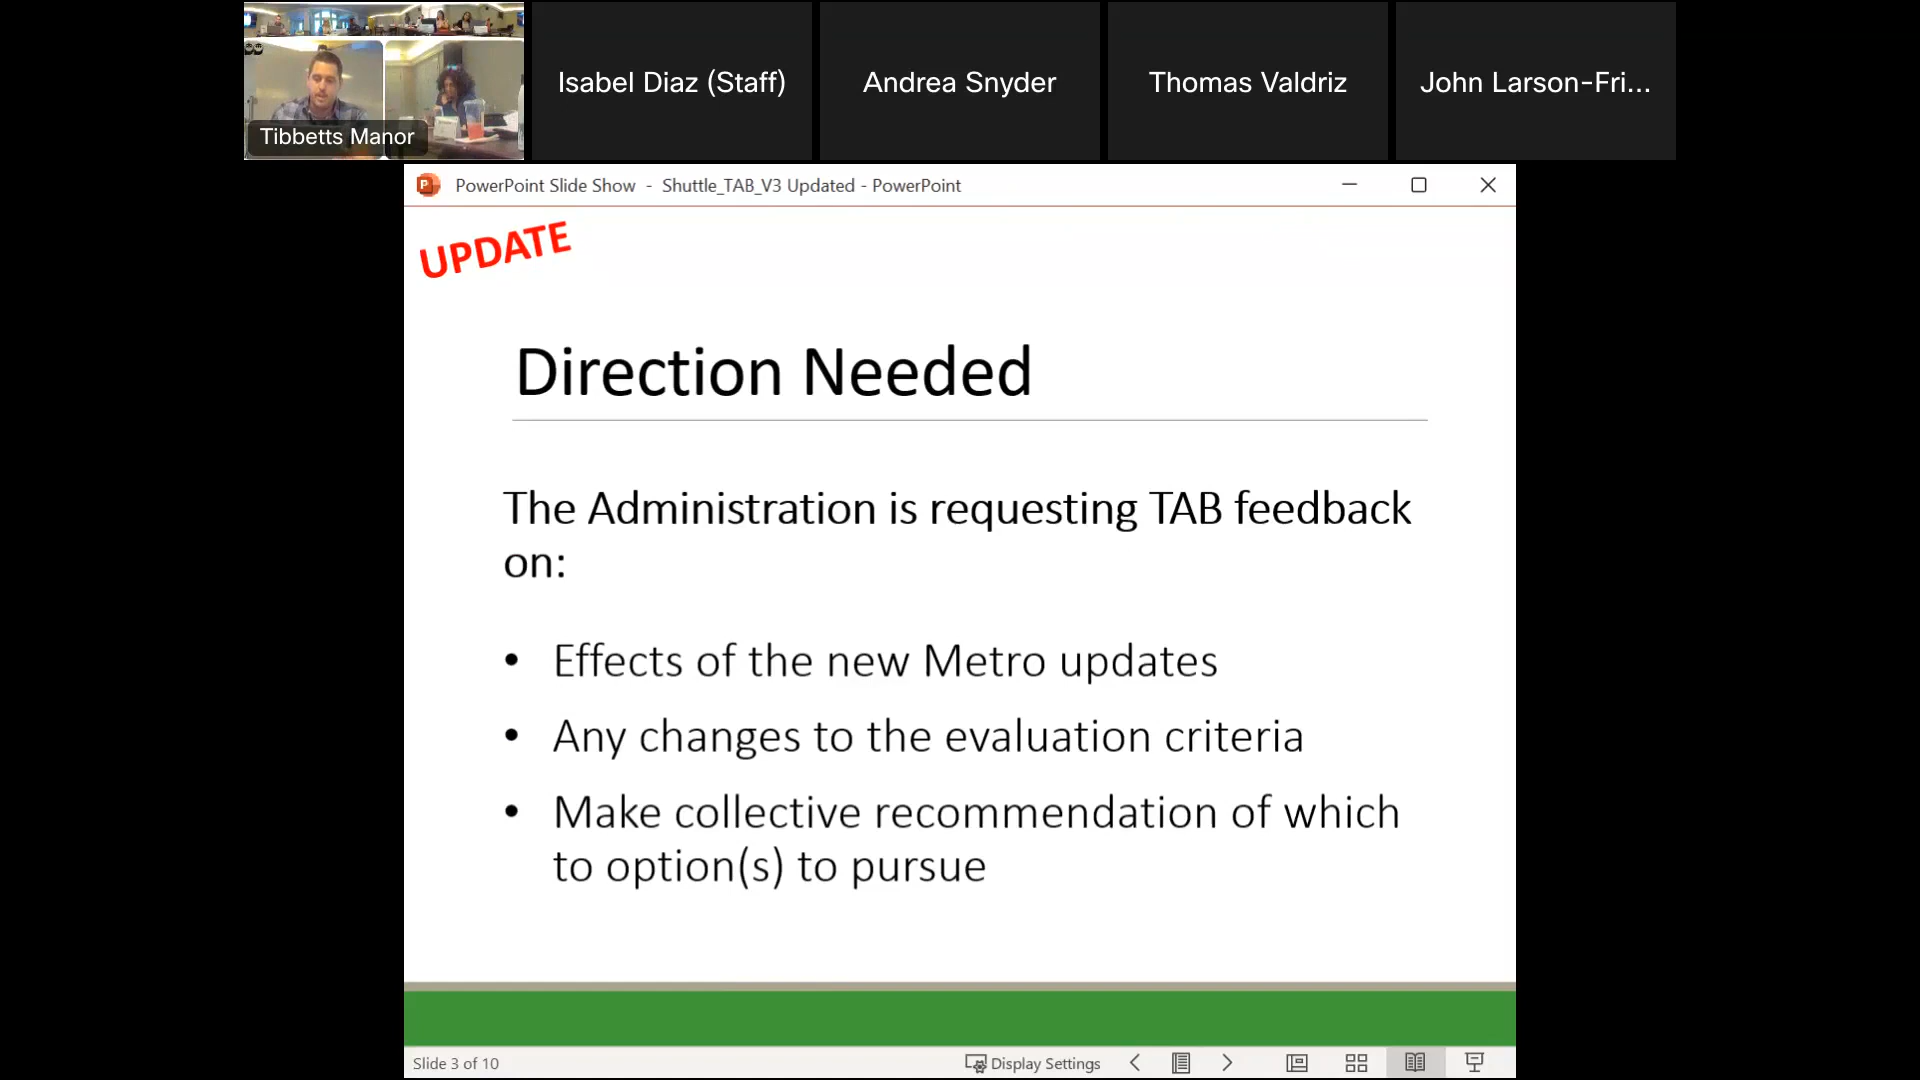 Tibbetts Manor
Isabel Diaz (Staff)
Andrea Snyder
Thomas Valdriz
John Larson-Fri...
PowerPoint Slide Show - Shuttle_TAB_V3 Updated - PowerPoint
UPDATE
Direction Needed
The Administration is requesting TAB feedback
on:
• Effects of the new Metro updates
• Any changes to the evaluation criteria
• Make collective recommendation of which
to option(s) to pursue
Slide 3 of 10
Display Settings